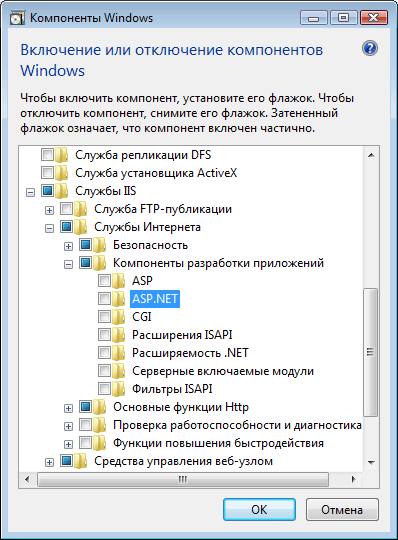 Компоненты Windows
Включение или отключение компонентов
Windows
Чтобы включить компонент, установите его флажок. Чтобы
отключить компонент, снимите его флажок. Затененный
флажок означает, что компонент включен частично.
Служба репликации DFS
Служба установщика ActiveX
Службы IIS
Служба FTP-публикации
Службы Интернета
Безопасность
Компоненты разработки приложений
ASP
ASP.NET
CGI
Расширения ISAPI
Расширяемость .NET
Серверные включаемые модули
Фильтры ISAPI
Основные функции Http
Проверка работоспособности и диагностика
Функции повышения быстродействия
Средства управления веб-узлом
ОК
Отмена